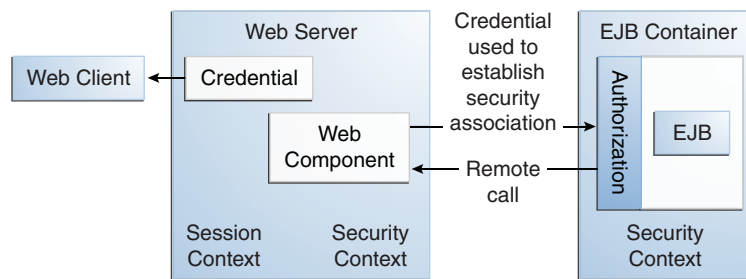 Web Client
Web Server
Credential
Web
Component
Session
Context
Security
Context
Credential
used to
establish
security
association
Remote
call
EJB Container
Authorization
EJB
Security
Context